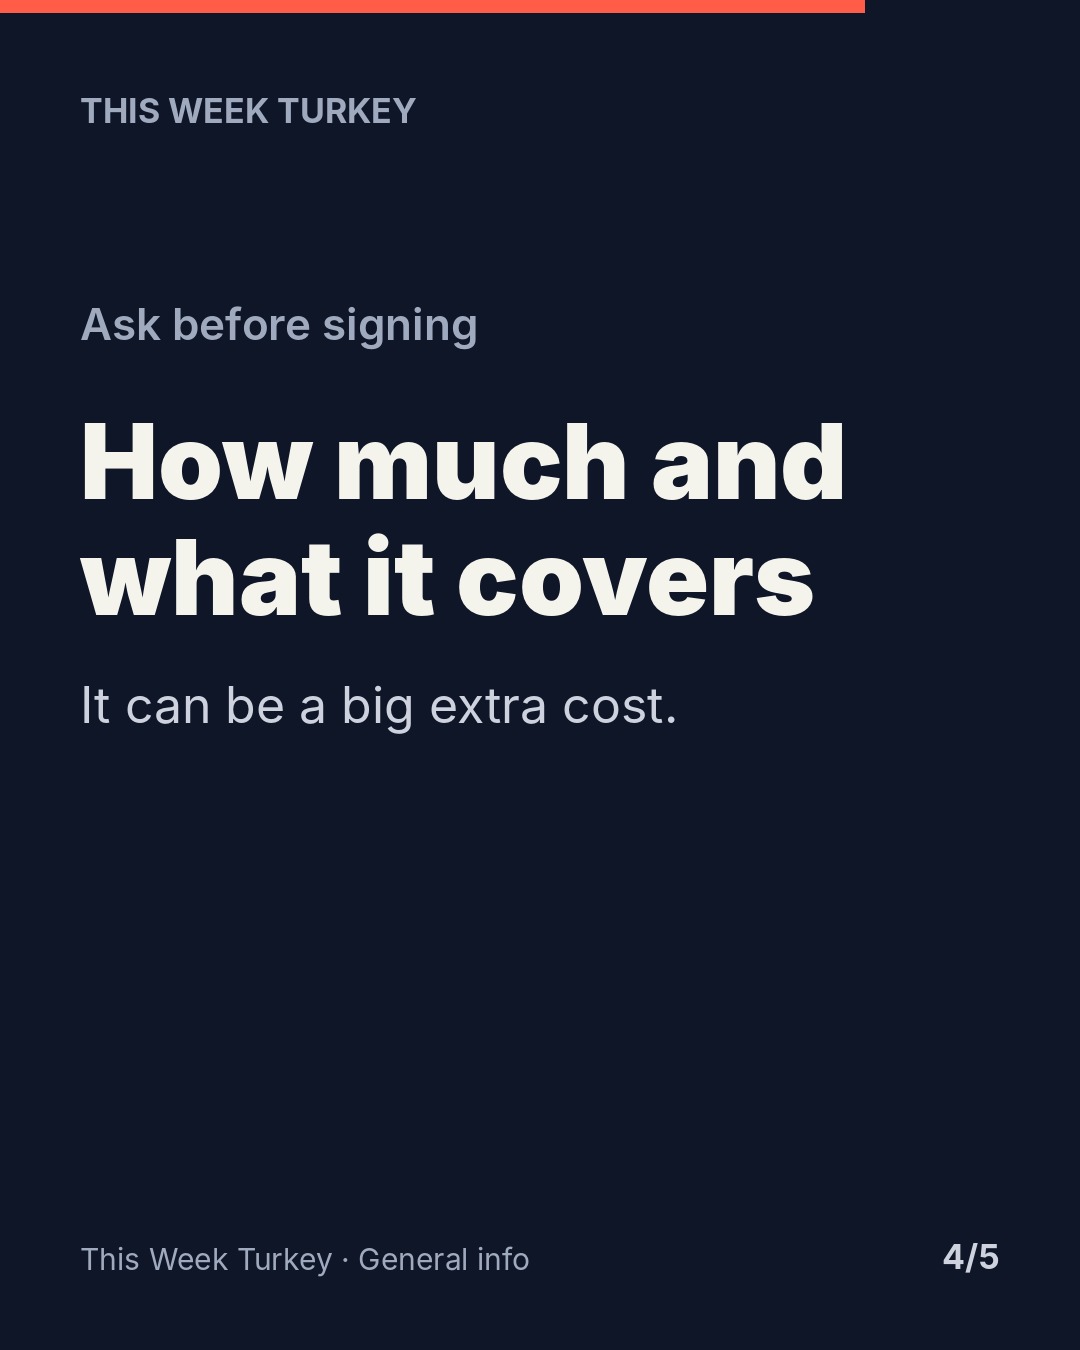 THIS WEEK TURKEY
Ask before signing
How much and
what it covers
It can be a big extra cost.
This Week Turkey · General info
4/5